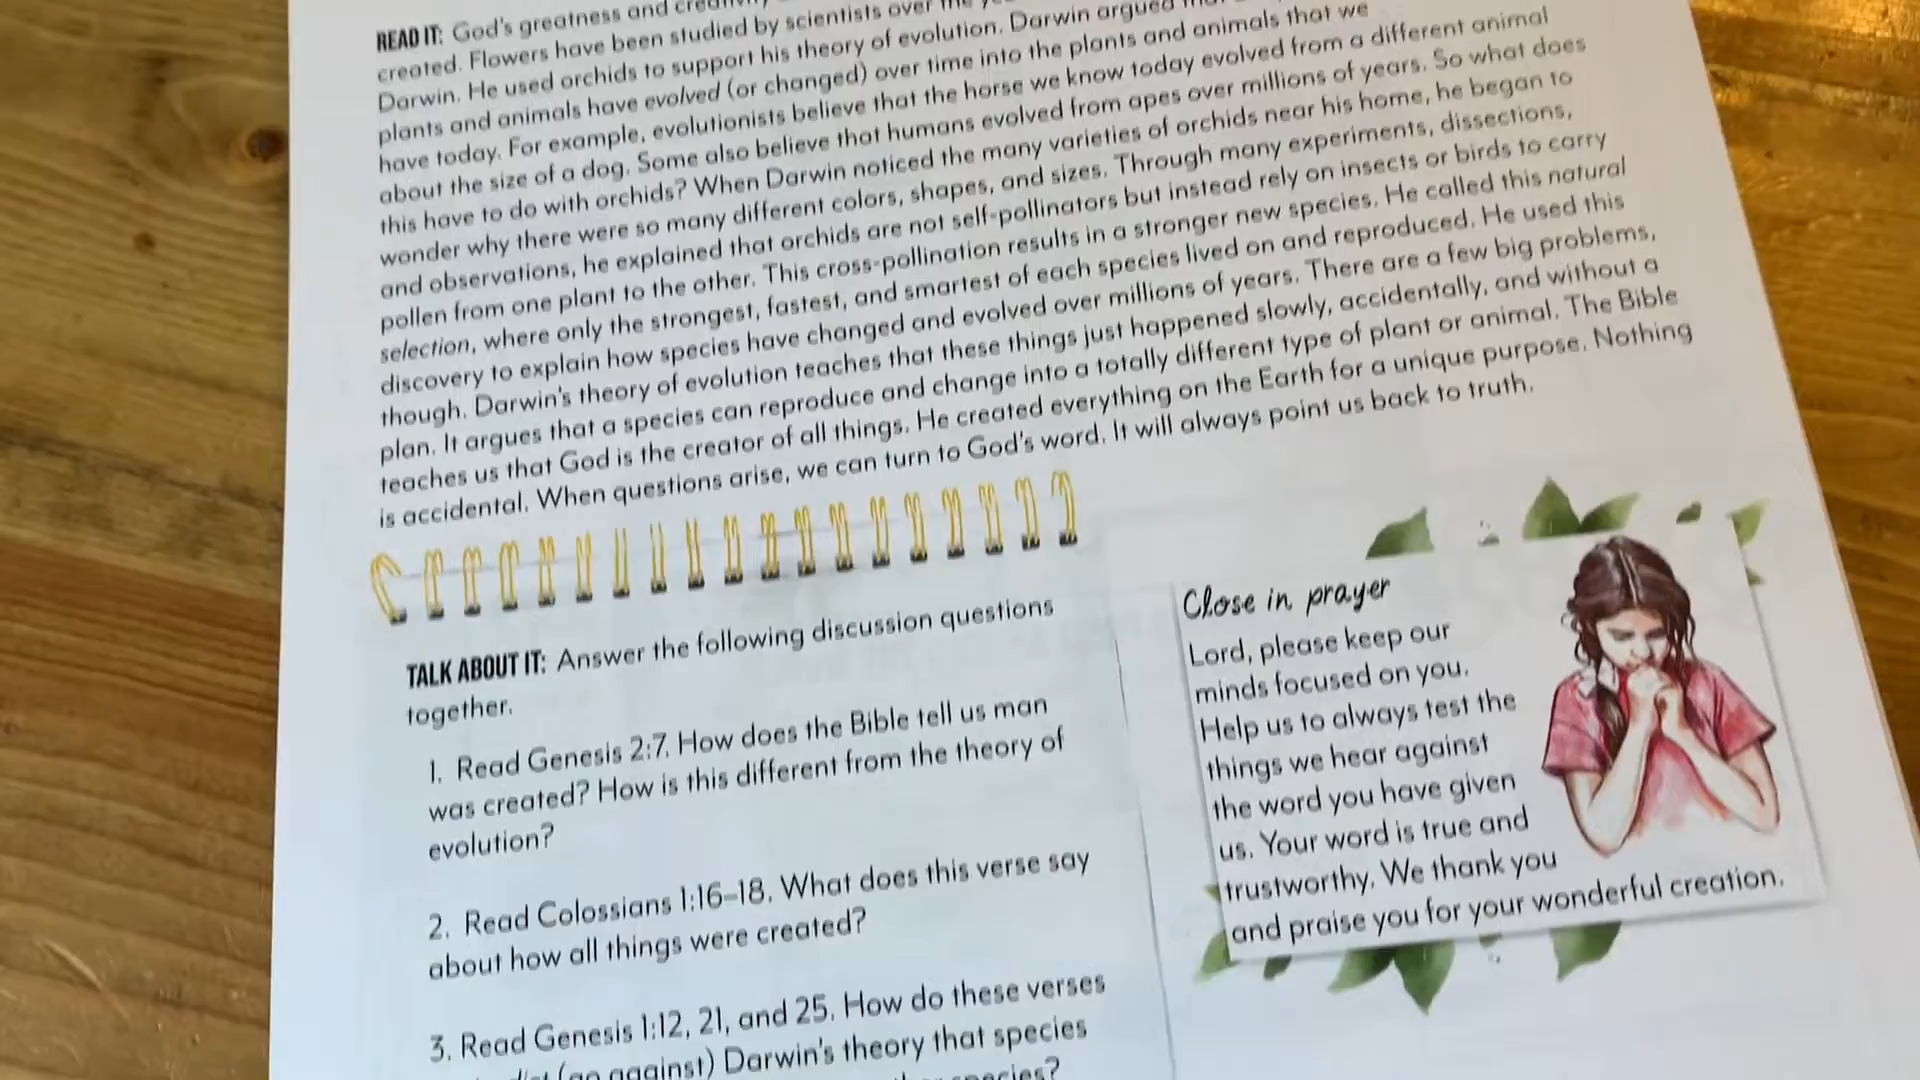 READ IT: God's greatness and
created. Flowers have been studied by scientists over the
Darwin. He used orchids to support his theory of evolution. Darwin argued
plants and animals have evolved (or changed) over time into the plants and animals that we
have today. For example, evolutionists believe that the horse we know today evolved from a different animal
about the size of a dog. Some also believe that humans evolved from apes over millions of years. So what does
this have to do with orchids? When Darwin noticed the many varieties of orchids near his home, he began to
wonder why there were so many different colors, shapes, and sizes. Through many experiments, dissections,
and observations, he explained that orchids are not self-pollinators but instead rely on insects or birds to carry
pollen from one plant to the other. This cross-pollination results in a stronger new species. He called this natural
selection, where only the strongest, fastest, and smartest of each species lived on and reproduced. He used this
discovery to explain how species have changed and evolved over millions of years. There are a few big problems,
though. Darwin's theory of evolution teaches that these things just happened slowly, accidentally, and without a
plan. It argues that a species can reproduce and change into a totally different type of plant or animal. The Bible
teaches us that God is the creator of all things. He created everything on the Earth for a unique purpose. Nothing
is accidental. When questions arise, we can turn to God's word. It will always point us back to truth.
TALK ABOUT IT: Answer the following discussion questions
together.
1. Read Genesis 2:7. How does the Bible tell us man
was created? How is this different from the theory of
evolution?
2. Read Colossians 1:16–18. What does this verse say
about how all things were created?
3. Read Genesis 1:12, 21, and 25. How do these verses
(go against) Darwin's theory that species
species?
Close in prayer
Lord, please keep our
minds focused on you.
Help us to always test the
things we hear against
the word you have given
us. Your word is true and
trustworthy. We thank you
and praise you for your wonderful creation.